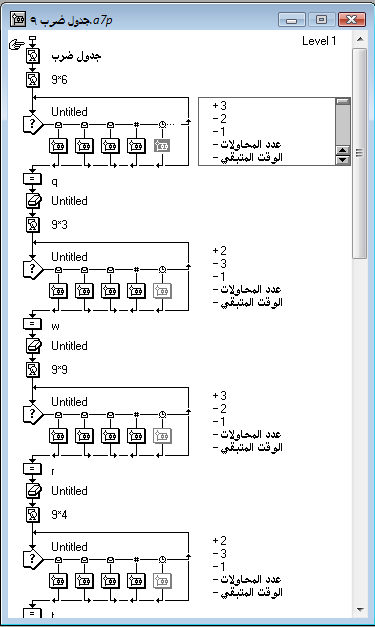 جدول ضرب ٩.a7p
Level 1
جدول ضرب
9*6
Untitled
+ 3
- 2
- 1
- عدد المحاولات
- الوقت المتبقي
=
q
Untitled
9*3
Untitled
+ 2
- 3
- 1
- عدد المحاولات
- الوقت المتبقي
=
w
Untitled
9*9
Untitled
+ 3
- 2
- 1
- عدد المحاولات
- الوقت المتبقي
=
r
Untitled
9*4
Untitled
+ 2
- 3
- 1
- عدد المحاولات
- الوقت المتبقي